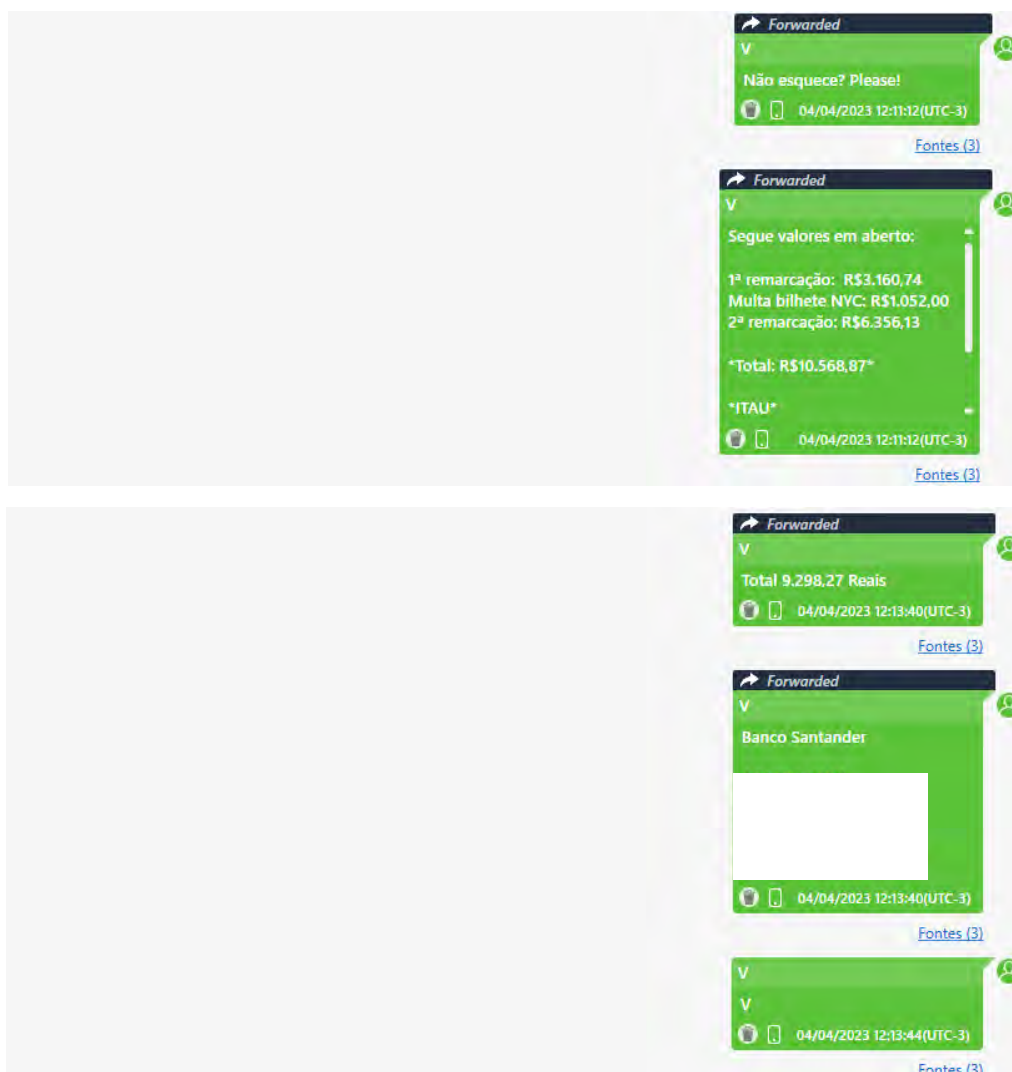 Forwarded
V
Não esquece? Please!
04/04/2023 12:11:12(UTC-3)
Fontes (3)
Forwarded
V
Segue valores em aberto:
1ª remarcação: R$3.160,74
Multa bilhete NYC: R$1.052,00
2ª remarcação: R$6.356,13
*Total: R$10.568,87*
*ITAU*
04/04/2023 12:11:12(UTC-3)
Fontes (3)
Forwarded
V
Total 9.298,27 Reais
04/04/2023 12:13:40(UTC-3)
Fontes (3)
Forwarded
V
Banco Santander
04/04/2023 12:13:40(UTC-3)
Fontes (3)
V
V
04/04/2023 12:13:44(UTC-3)
Fontes (3)